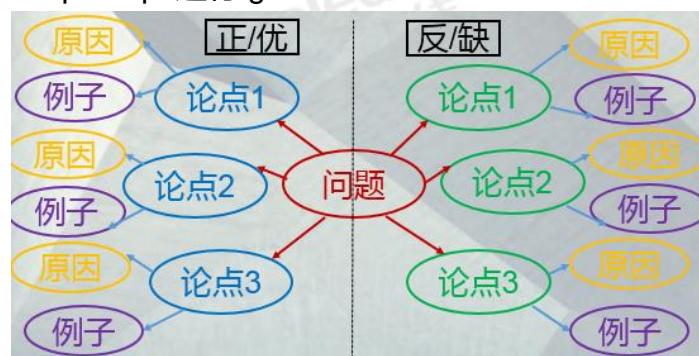 原因 正/优 反/缺 原因
例子 论点1 论点1 例子
原因 论点2 问题 论点2 原因
例子 例子
原因 论点3 论点3 原因
例子 例子